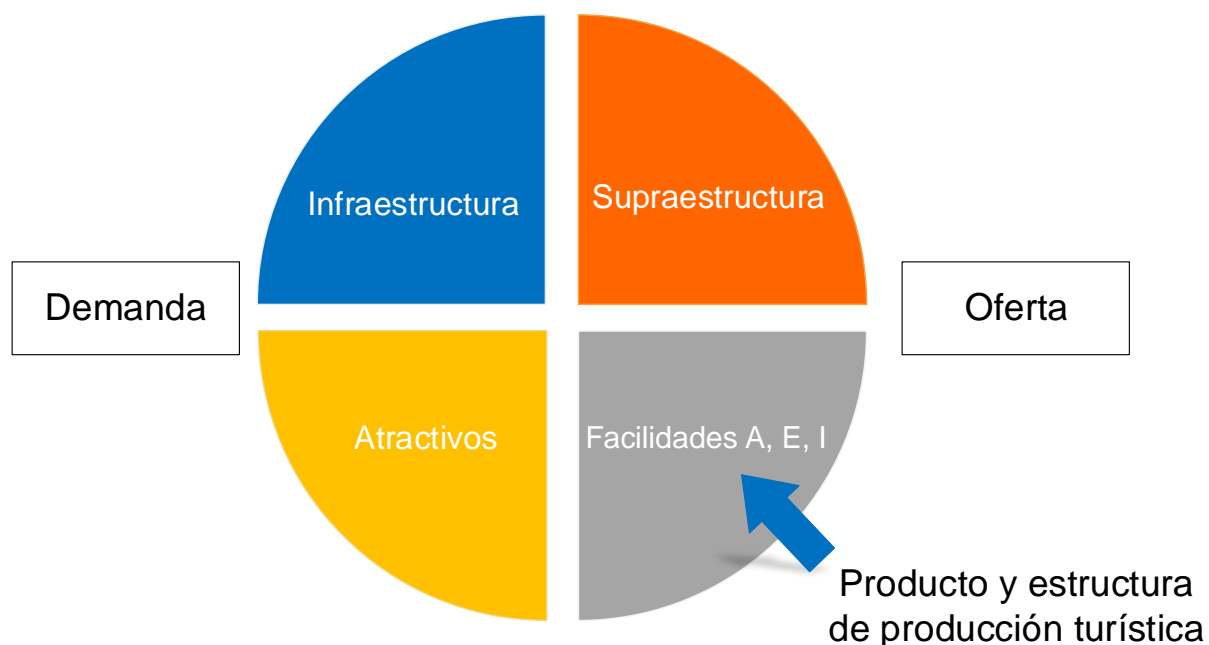 Infraestructura
Supraestructura
Demanda
Oferta
Atractivos
Facilidades A, E, I
Producto y estructura
de producción turística